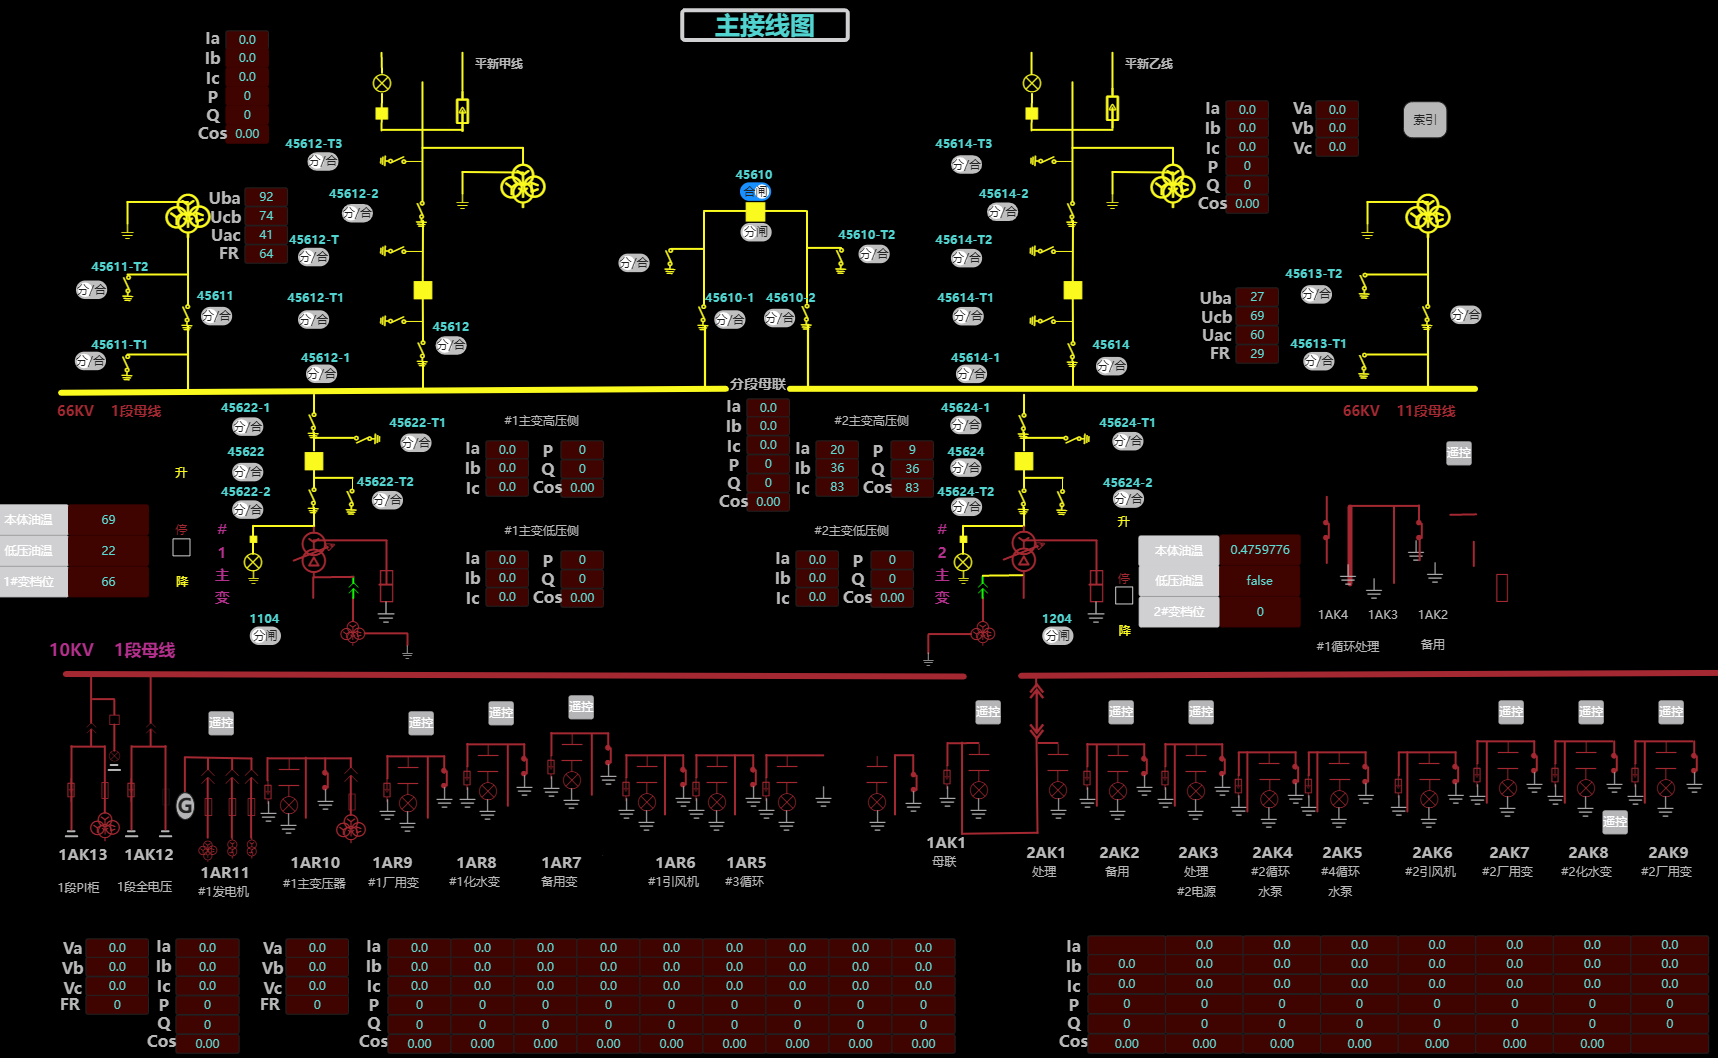 主接线图
Ia 0.0
Ib 0.0
Ic 0.0
P 0
Q 0
Cos 0.00
平新甲线
平新乙线
Ia 0.0 Va 0.0
Ib 0.0 Vb 0.0
Ic 0.0 Vc 0.0
P 0
Q 0
Cos 0.00
索引
45612-T3
分/合
45612-2
分/合
45612-T
分/合
45612-T1
分/合
45612
分/合
45612-1
分/合
Uba 92
Ucb 74
Uac 41
FR 64
45611-T2
分/合
45611
分/合
45611-T1
分/合
45610
合闸
分闸
分/合
45610-T2
分/合
45610-1
分/合
45610-2
分/合
45614-T3
分/合
45614-2
分/合
45614-T2
分/合
45614-T1
分/合
45614
分/合
45614-1
分/合
Uba 27
Ucb 69
Uac 60
FR 29
45613-T2
分/合
分/合
45613-T1
分/合
66KV 1段母线
分段母联
66KV 11段母线
Ia 0.0
Ib 0.0
Ic 0.0
P 0
Q 0
Cos 0.00
45622-1
分/合
45622-T1
分/合
45622
分/合
45622-2
分/合
45622-T2
分/合
#1主变高压侧
Ia 0.0 P 0
Ib 0.0 Q 0
Ic 0.0 Cos 0.00
#2主变高压侧
Ia 20 P 9
Ib 36 Q 36
Ic 83 Cos 83
45624-1
分/合
45624-T1
分/合
45624
分/合
45624-T2
分/合
45624-2
分/合
遥控
升
停
降
本体油温 69
低压油温 22
1#变档位 66
#
1
主
变
#1主变低压侧
Ia 0.0 P 0
Ib 0.0 Q 0
Ic 0.0 Cos 0.00
#2主变低压侧
Ia 0.0 P 0
Ib 0.0 Q 0
Ic 0.0 Cos 0.00
#
2
主
变
升
停
降
本体油温 0.4759776
低压油温 false
2#变档位 0
1AK4 1AK3 1AK2
#1循环处理 备用
1104
分闸
1204
分闸
10KV 1段母线
遥控 遥控 遥控 遥控 遥控 遥控 遥控 遥控 遥控 遥控
遥控
G
1AK13
1段PI柜
1AK12
1段全电压
1AR11
#1发电机
1AR10
#1主变压器
1AR9
#1厂用变
1AR8
#1化水变
1AR7
备用变
1AR6
#1引风机
1AR5
#3循环
1AK1
母联
2AK1
处理
2AK2
备用
2AK3
处理
#2电源
2AK4
#2循环
水泵
2AK5
#4循环
水泵
2AK6
#2引风机
2AK7
#2厂用变
2AK8
#2化水变
2AK9
#2厂用变
Va 0.0
Vb 0.0
Vc 0.0
FR 0
Ia 0.0
Ib 0.0
Ic 0.0
P 0
Q 0
Cos 0.00
Va 0.0
Vb 0.0
Vc 0.0
FR 0
Ia 0.0 0.0 0.0 0.0 0.0 0.0 0.0 0.0 0.0
Ib 0.0 0.0 0.0 0.0 0.0 0.0 0.0 0.0 0.0
Ic 0.0 0.0 0.0 0.0 0.0 0.0 0.0 0.0 0.0
P 0 0 0 0 0 0 0 0 0
Q 0 0 0 0 0 0 0 0 0
Cos 0.00 0.00 0.00 0.00 0.00 0.00 0.00 0.00 0.00
Ia 0.0 0.0 0.0 0.0 0.0 0.0 0.0
Ib 0.0 0.0 0.0 0.0 0.0 0.0 0.0 0.0
Ic 0.0 0.0 0.0 0.0 0.0 0.0 0.0 0.0
P 0 0 0 0 0 0 0 0
Q 0 0 0 0 0 0 0 0
Cos 0.00 0.00 0.00 0.00 0.00 0.00 0.00